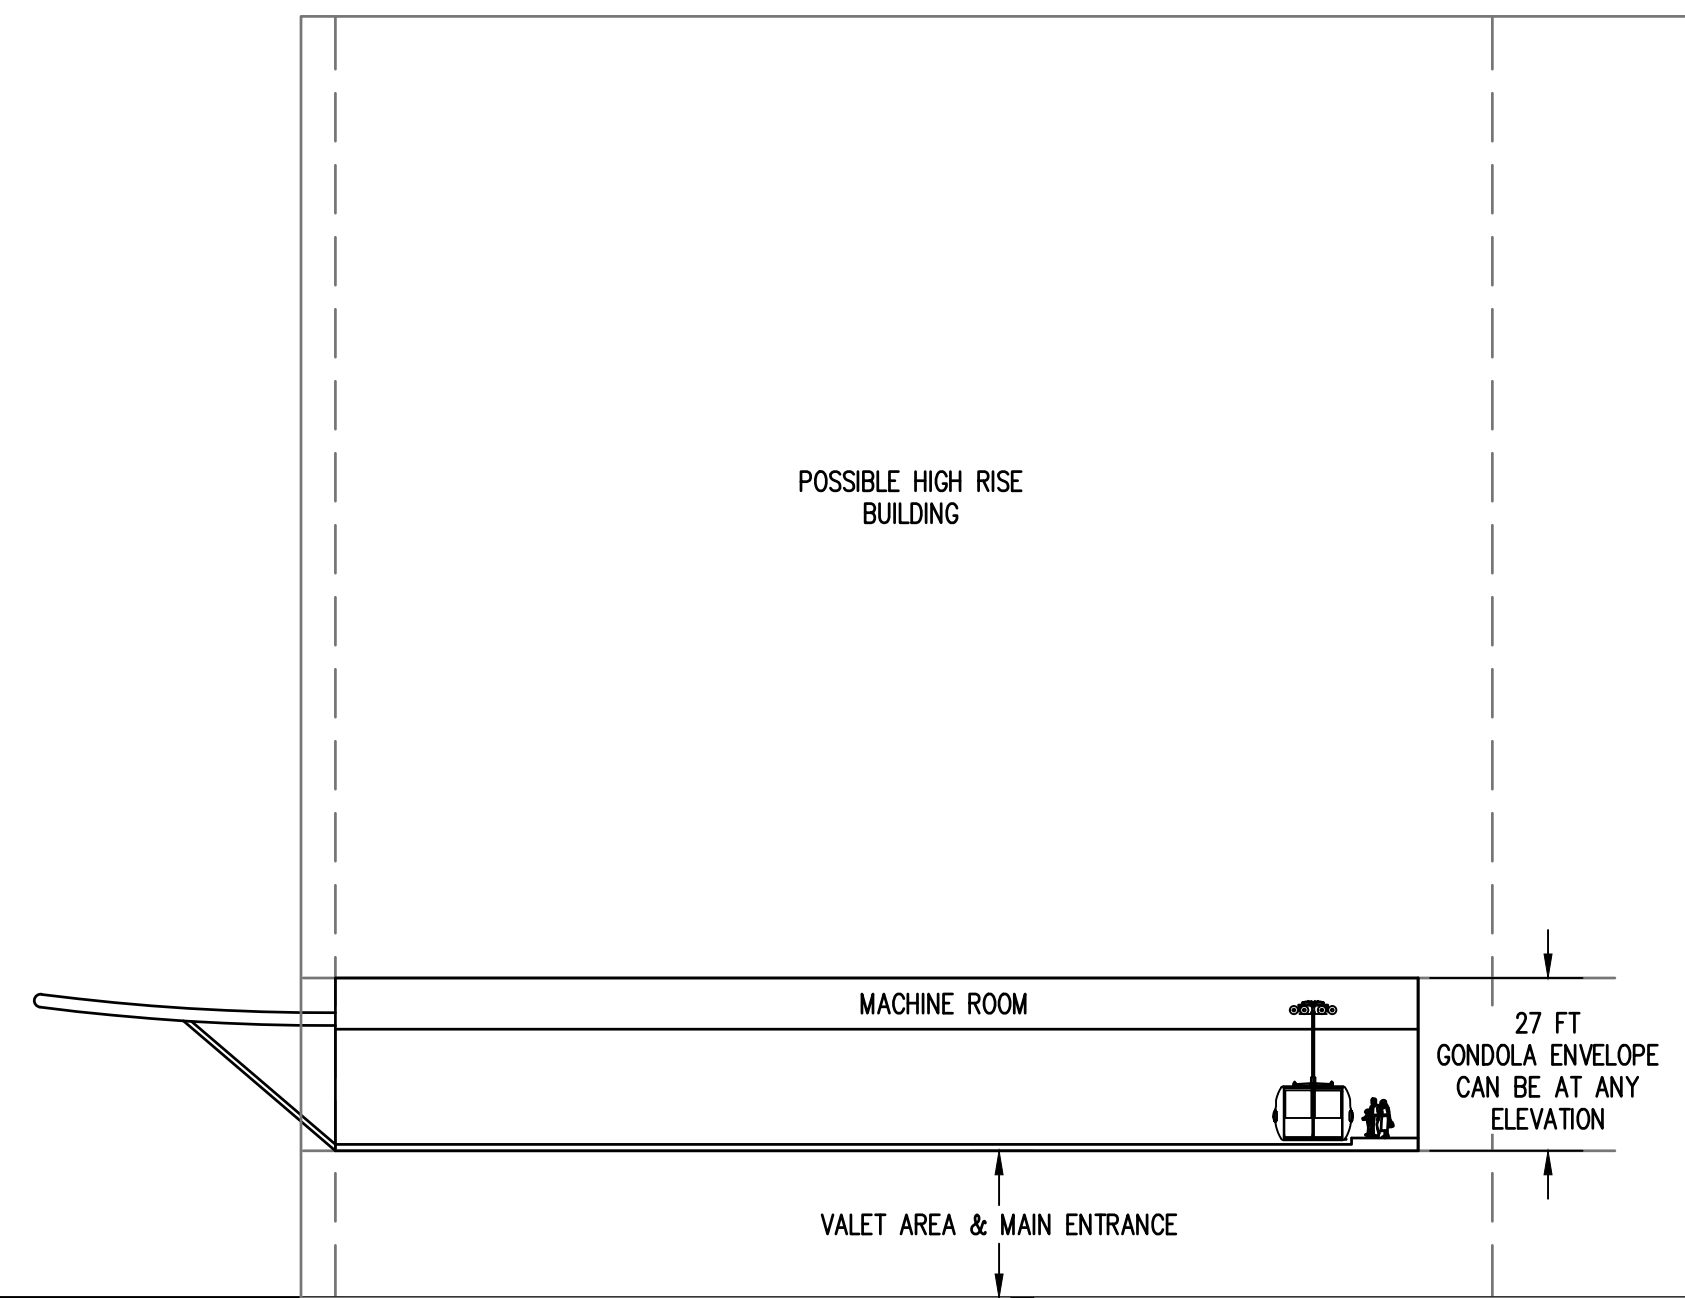 POSSIBLE HIGH RISE
BUILDING
MACHINE ROOM
27 FT
GONDOLA ENVELOPE
CAN BE AT ANY
ELEVATION
VALET AREA & MAIN ENTRANCE